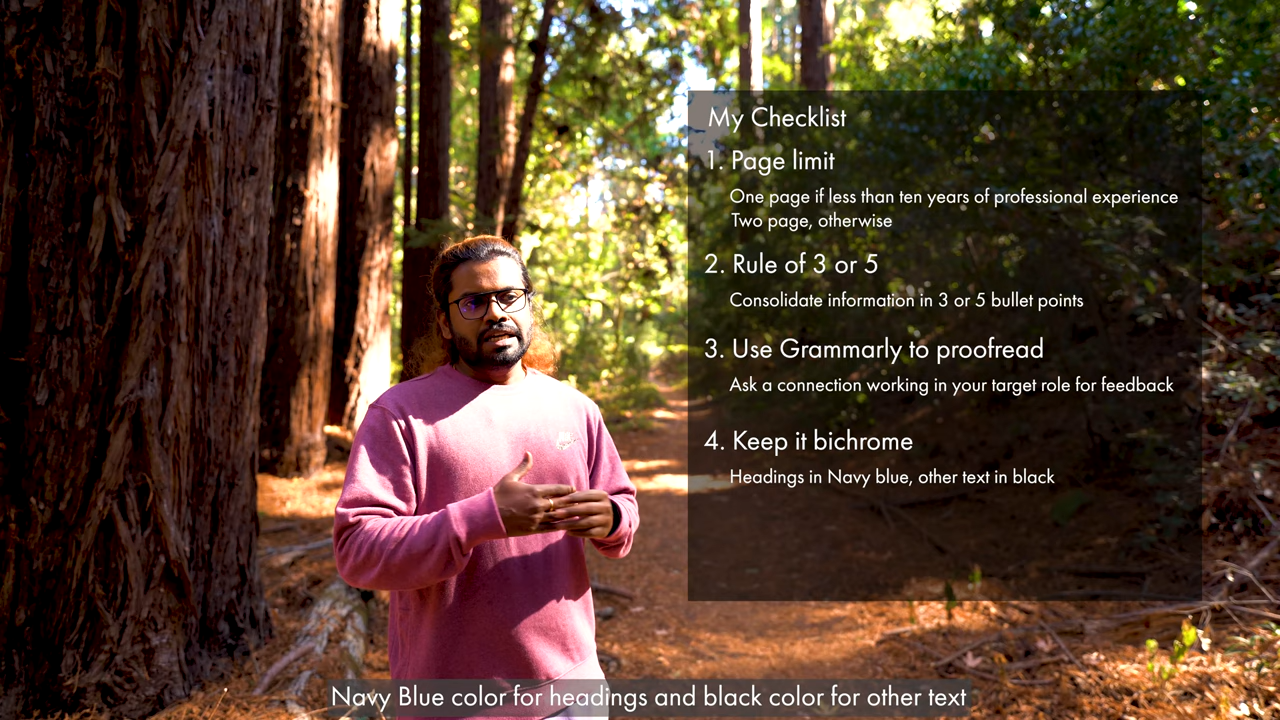 My Checklist
1. Page limit
One page if less than ten years of professional experience
Two page, otherwise
2. Rule of 3 or 5
Consolidate information in 3 or 5 bullet points
3. Use Grammarly to proofread
Ask a connection working in your target role for feedback
4. Keep it bichrome
Headings in Navy blue, other text in black
Navy Blue color for headings and black color for other text